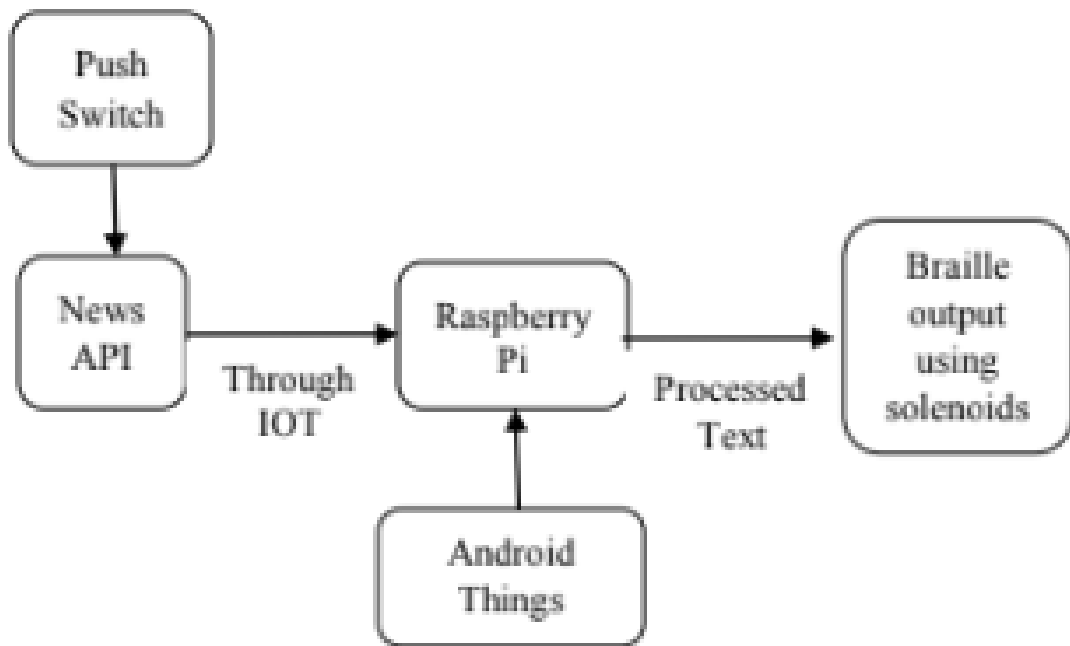 Push
Switch
News
API
Through
IOT
Raspberry
Pi
Processed
Text
Braille
output
using
solenoids
Android
Things